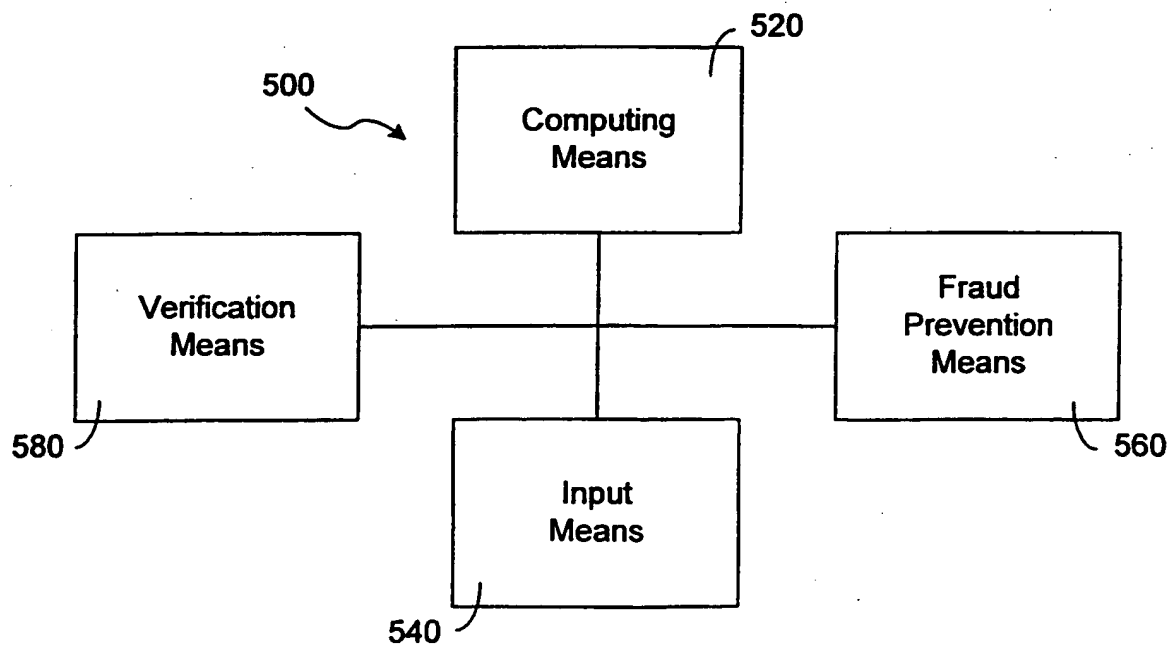 520
500
Computing
Means
Verification
Means
Fraud
Prevention
Means
580
560
Input
Means
540